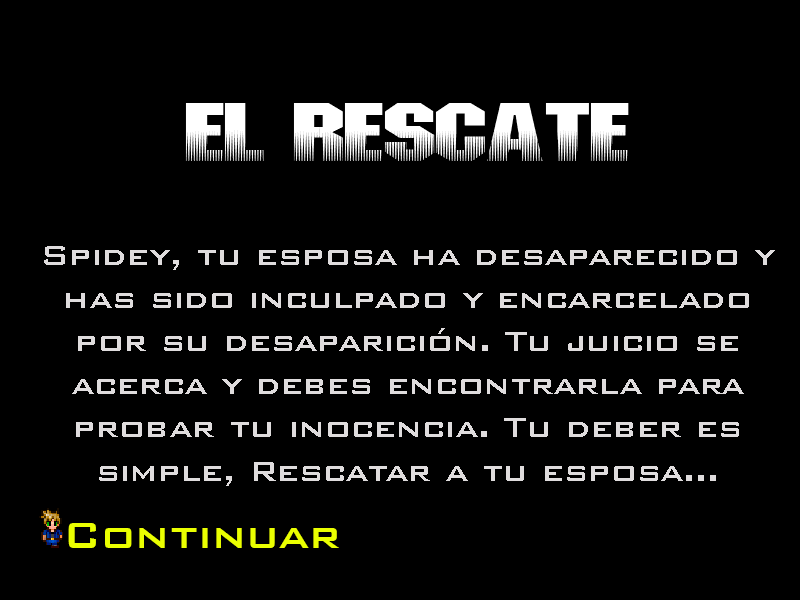 EL RESCATE
Spidey, tu esposa ha desaparecido y
has sido inculpado y encarcelado
por su desaparición. Tu juicio se
acerca y debes encontrarla para
probar tu inocencia. Tu deber es
simple, Rescatar a tu esposa...
Continuar